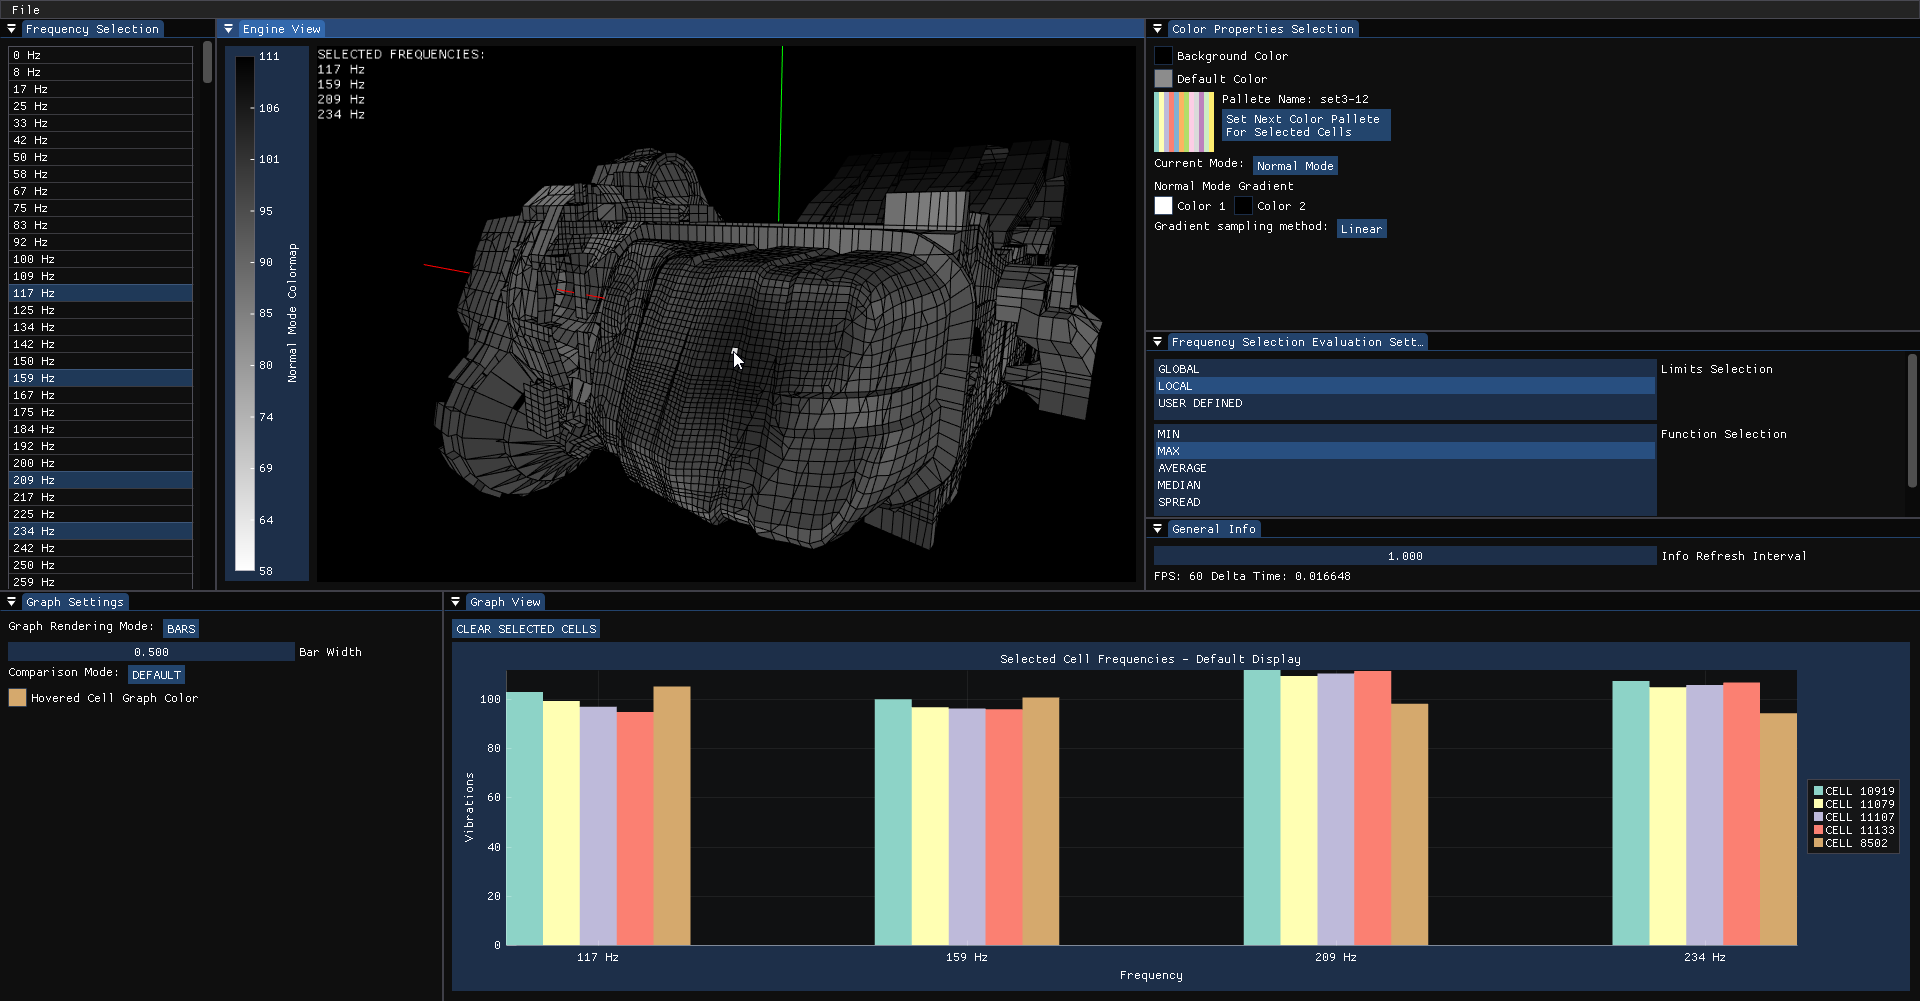 File
Frequency Selection
0 Hz
8 Hz
17 Hz
25 Hz
33 Hz
42 Hz
50 Hz
58 Hz
67 Hz
75 Hz
83 Hz
92 Hz
100 Hz
109 Hz
117 Hz
125 Hz
134 Hz
142 Hz
150 Hz
159 Hz
167 Hz
175 Hz
184 Hz
192 Hz
200 Hz
209 Hz
217 Hz
225 Hz
234 Hz
242 Hz
250 Hz
259 Hz
Engine View
111
106
101
95
90
85
80
74
69
64
58
Normal Mode Colormap
SELECTED FREQUENCIES:
117 Hz
159 Hz
209 Hz
234 Hz
Color Properties Selection
Background Color
Default Color
Pallete Name: set3-12
Set Next Color Pallete
For Selected Cells
Current Mode: Normal Mode
Normal Mode Gradient
Color 1 Color 2
Gradient sampling method: Linear
Frequency Selection Evaluation Sett…
GLOBAL
LOCAL
USER DEFINED
Limits Selection
MIN
MAX
AVERAGE
MEDIAN
SPREAD
Function Selection
General Info
1.000 Info Refresh Interval
FPS: 60 Delta Time: 0.016648
Graph Settings
Graph Rendering Mode: BARS
0.500 Bar Width
Comparison Mode: DEFAULT
Hovered Cell Graph Color
Graph View
CLEAR SELECTED CELLS
Selected Cell Frequencies - Default Display
Vibrations
100
80
60
40
20
0
117 Hz
159 Hz
209 Hz
234 Hz
Frequency
CELL 10919
CELL 11079
CELL 11107
CELL 11133
CELL 8502